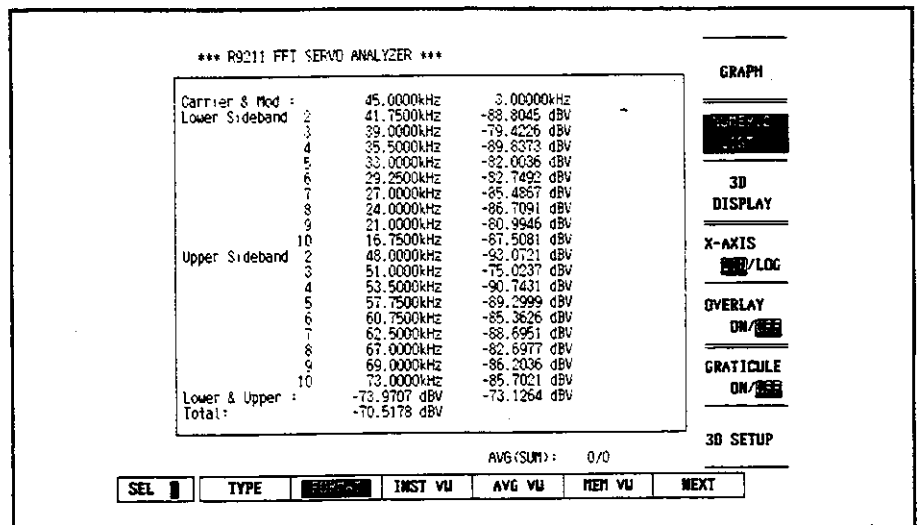 *** R9211 FFT SERVO ANALYZER ***
Carrier & Mod : 45.0000kHz 3.00000kHz
Lower Sideband 2 41.7500kHz -88.8045 dBV
3 39.0000kHz -79.4226 dBV
4 35.5000kHz -89.8373 dBV
5 33.0000kHz -82.0036 dBV
6 29.2500kHz -82.7492 dBV
7 27.0000kHz -85.4867 dBV
8 24.0000kHz -86.7091 dBV
9 21.0000kHz -80.9946 dBV
10 16.7500kHz -87.5081 dBV
Upper Sideband 2 48.0000kHz -93.0721 dBV
3 51.0000kHz -75.0237 dBV
4 53.5000kHz -90.7431 dBV
5 57.7500kHz -89.2999 dBV
6 60.7500kHz -85.3626 dBV
7 62.5000kHz -88.6951 dBV
8 67.0000kHz -82.6977 dBV
9 69.0000kHz -86.2036 dBV
10 73.0000kHz -85.7021 dBV
Lower & Upper : -73.9707 dBV -73.1264 dBV
Total: -70.5178 dBV
AVG(SUM): 0/0
GRAPH
NUMERIC
LIST
3D
DISPLAY
X-AXIS
/LOG
OVERLAY
ON/OFF
GRATICULE
ON/OFF
3D SETUP
SEL TYPE FORMAT INST VW AVG VW MEM VW NEXT